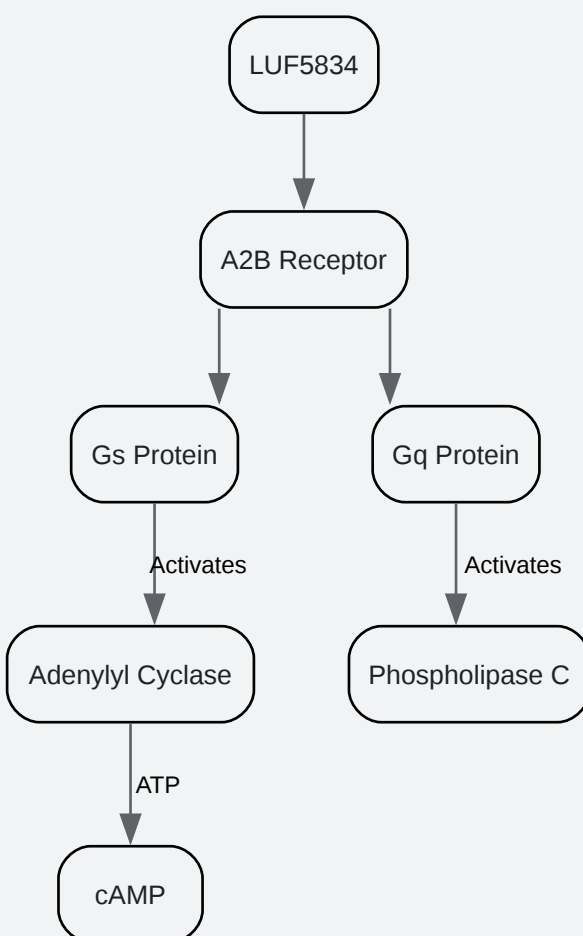 LUF5834
A2B Receptor
Gs Protein
Gq Protein
Activates
Activates
Adenylyl Cyclase
Phospholipase C
ATP
cAMP